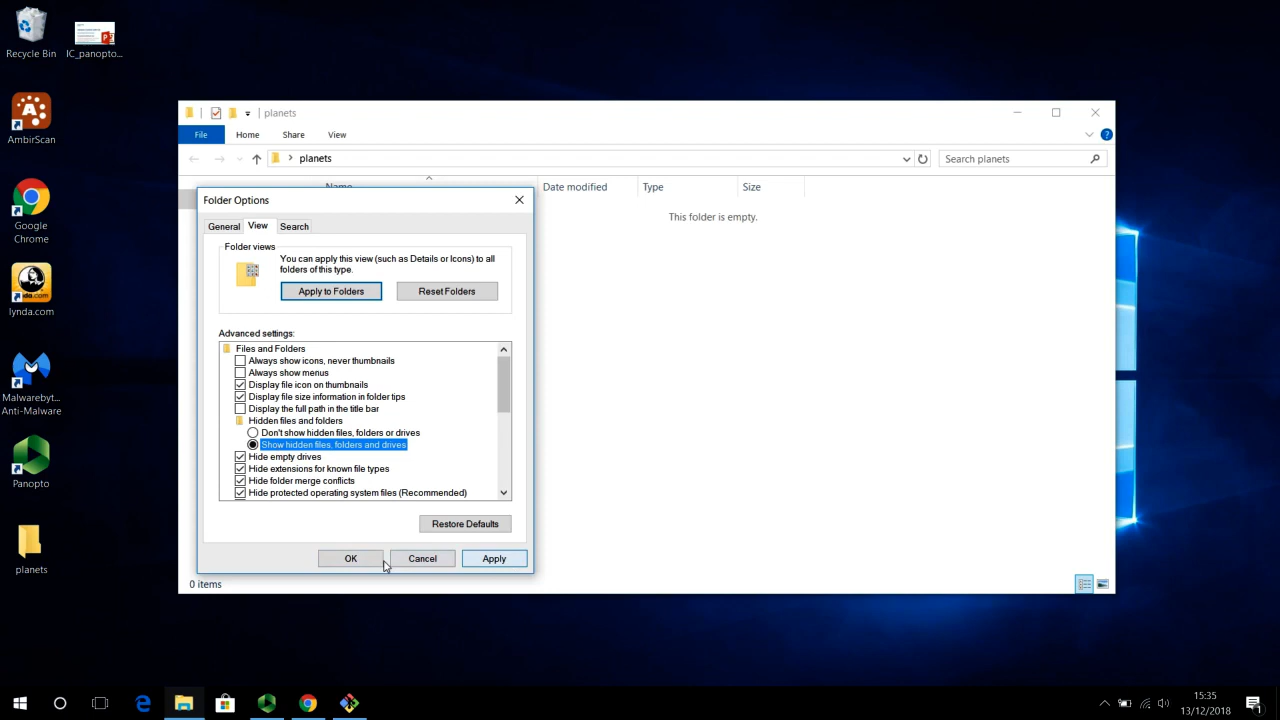 Recycle Bin
IC_panopto...
AmbirScan
Google
Chrome
lynda.com
Malwarebyt...
Anti-Malware
Panopto
planets
planets
File
Home
Share
View
planets
Search planets
Name
Date modified
Type
Size
This folder is empty.
Folder Options
General
View
Search
Folder views
You can apply this view (such as Details or Icons) to all
folders of this type.
Apply to Folders
Reset Folders
Advanced settings:
Files and Folders
Always show icons, never thumbnails
Always show menus
Display file icon on thumbnails
Display file size information in folder tips
Display the full path in the title bar
Hidden files and folders
Don't show hidden files, folders or drives
Show hidden files, folders and drives
Hide empty drives
Hide extensions for known file types
Hide folder merge conflicts
Hide protected operating system files (Recommended)
Restore Defaults
OK
Cancel
Apply
0 items
15:35
13/12/2018